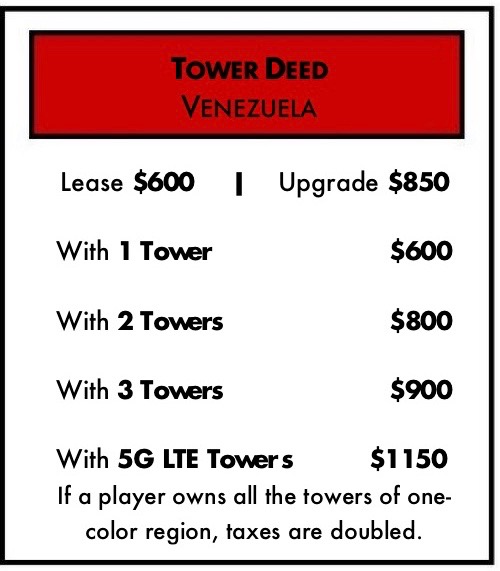 TOWER DEED
VENEZUELA
Lease $600 | Upgrade $850
With 1 Tower $600
With 2 Towers $800
With 3 Towers $900
With 5G LTE Towers $1150
If a player owns all the towers of one-
color region, taxes are doubled.